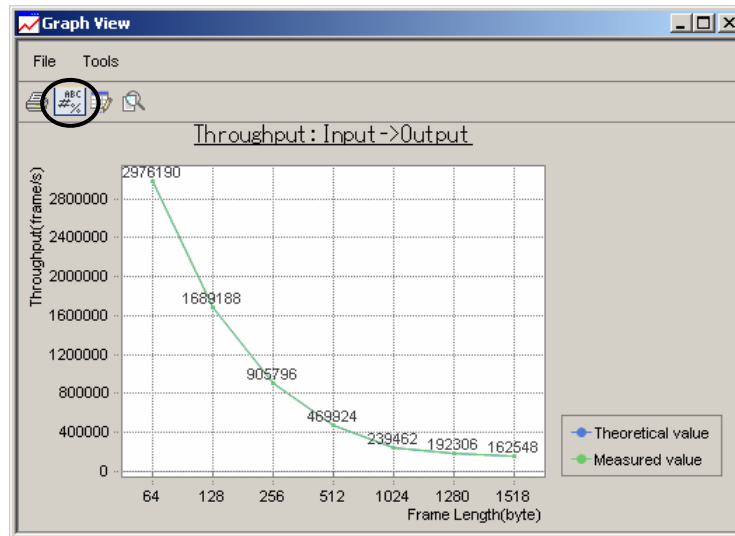 Graph View
File Tools
ABC
#%
Throughput:Input->Output
Throughput(frame/s)
2800000
2400000
2000000
1600000
1200000
800000
400000
0
2976190
1689188
905796
469924
239462
192306
162548
64 128 256 512 1024 1280 1518
Frame Length(byte)
Theoretical value
Measured value